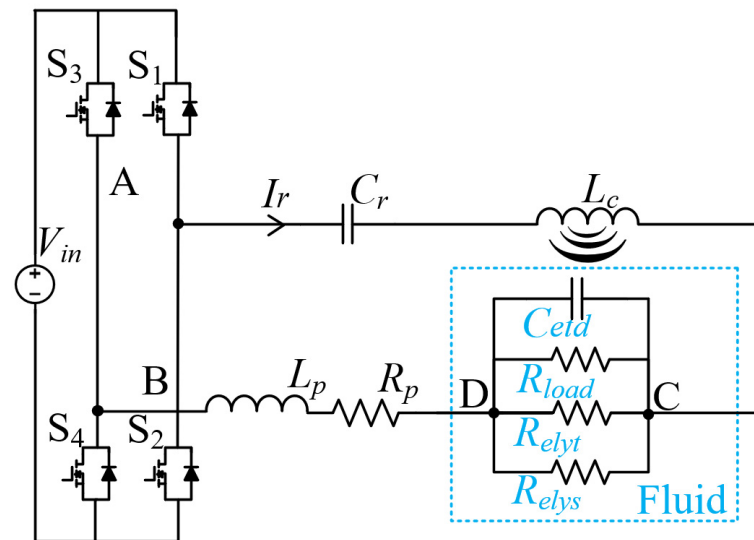 S3
S1
A
Ir
Cr
Lc
Vin
+
−
Cetd
B
Lp
Rp
D
Rload
C
S4
S2
Relyt
Relys
Fluid